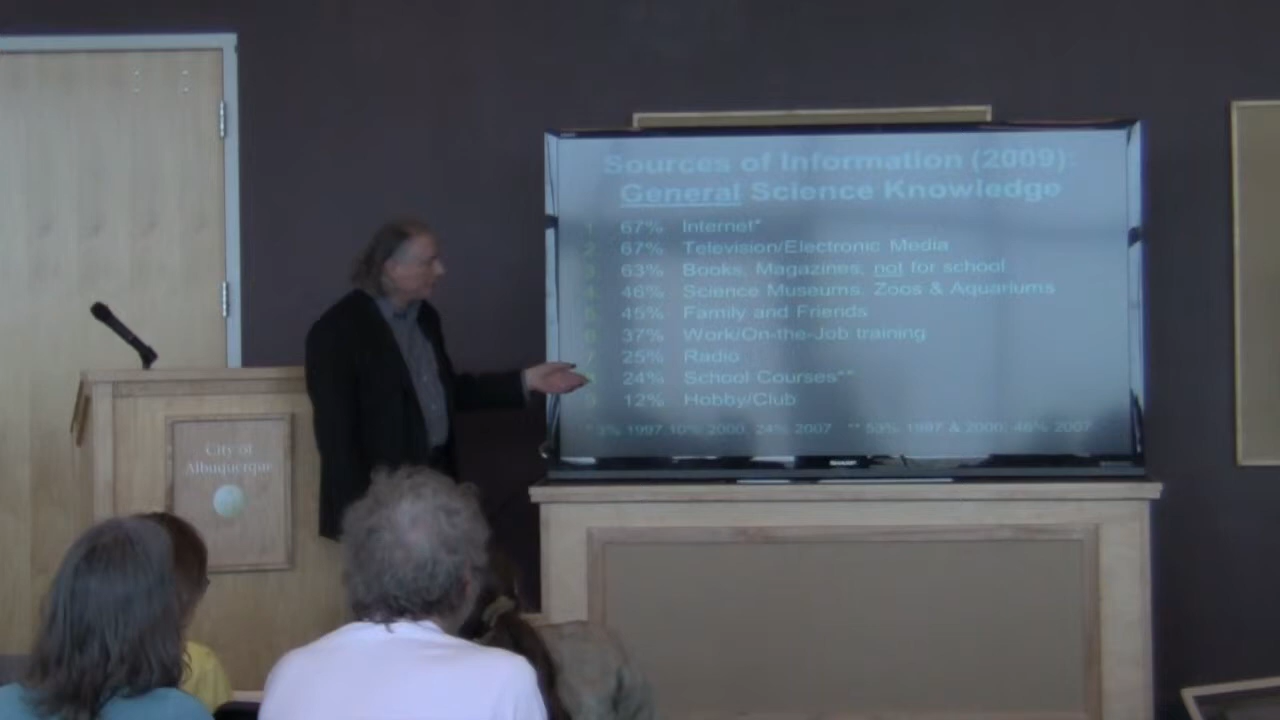 Sources of Information (2009):
General Science Knowledge
1. 67% Internet*
2. 67% Television/Electronic Media
3. 63% Books, Magazines, not for school
4. 46% Science Museums, Zoos & Aquariums
5. 45% Family and Friends
6. 37% Work/On-the-Job training
7. 25% Radio
24% School Courses**
9. 12% Hobby/Club
* 3% 1997 10% 2000, 24% 2007 ** 53% 1997 & 2000; 46% 2007
City of
Albuquerque
SHARP